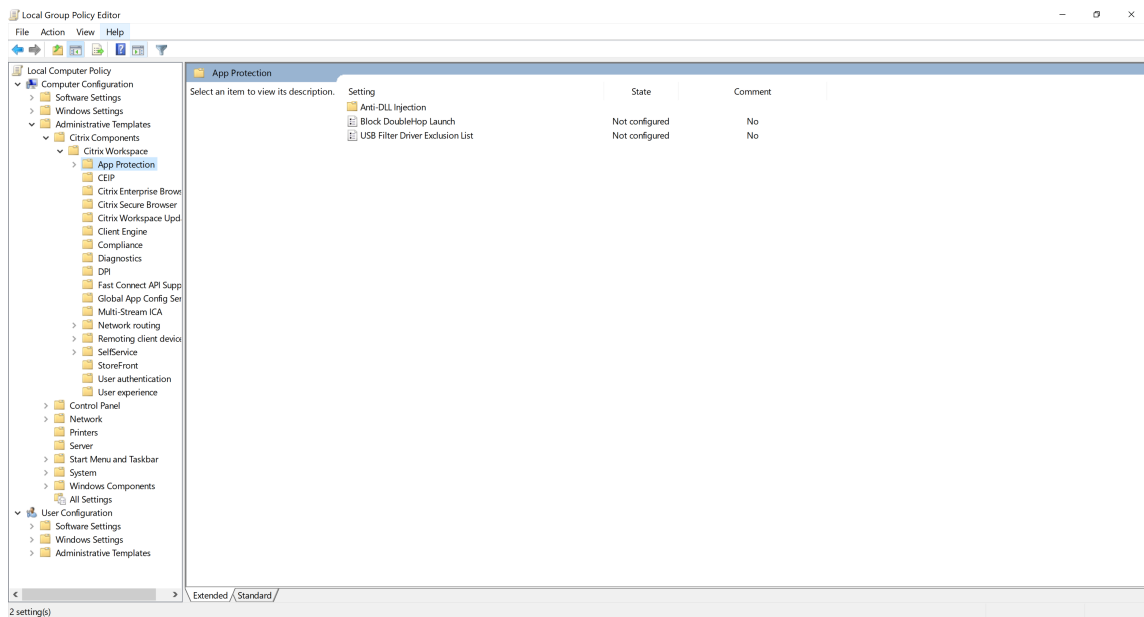 Local Group Policy Editor
File Action View Help
Local Computer Policy
Computer Configuration
Software Settings
Windows Settings
Administrative Templates
Citrix Components
Citrix Workspace
App Protection
CEIP
Citrix Enterprise Brows
Citrix Secure Browser
Citrix Workspace Upd
Client Engine
Compliance
Diagnostics
DPI
Fast Connect API Supp
Global App Config Ser
Multi-Stream ICA
Network routing
Remoting client device
SelfService
StoreFront
User authentication
User experience
Control Panel
Network
Printers
Server
Start Menu and Taskbar
System
Windows Components
All Settings
User Configuration
Software Settings
Windows Settings
Administrative Templates
App Protection
Select an item to view its description.
Setting State Comment
Anti-DLL Injection
Block DoubleHop Launch Not configured No
USB Filter Driver Exclusion List Not configured No
Extended Standard
2 setting(s)